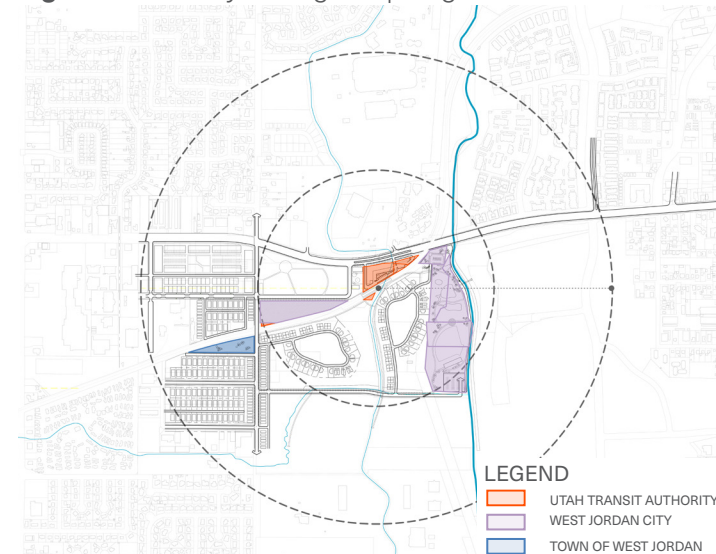 LEGEND
UTAH TRANSIT AUTHORITY
WEST JORDAN CITY
TOWN OF WEST JORDAN